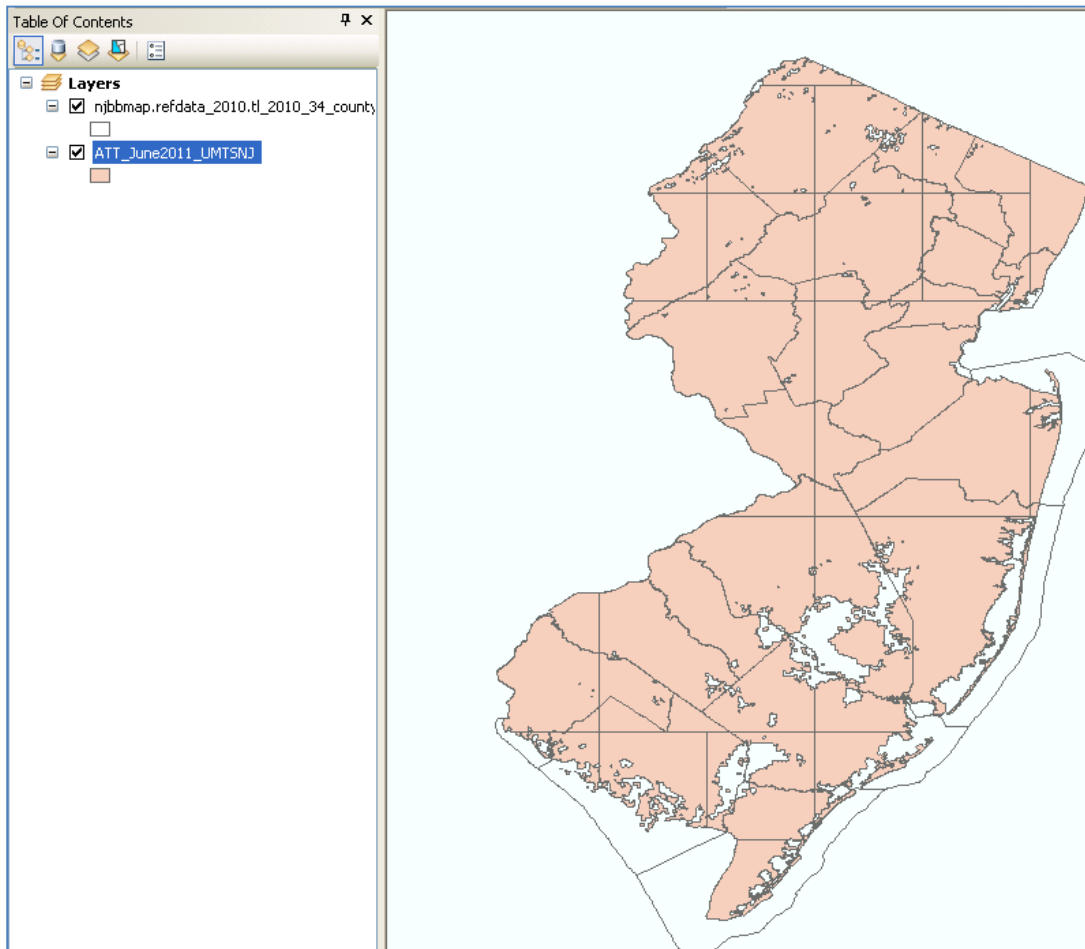 Table Of Contents
Layers
njbbmap.refdata_2010.tl_2010_34_county
ATT_June2011_UMTSNJ